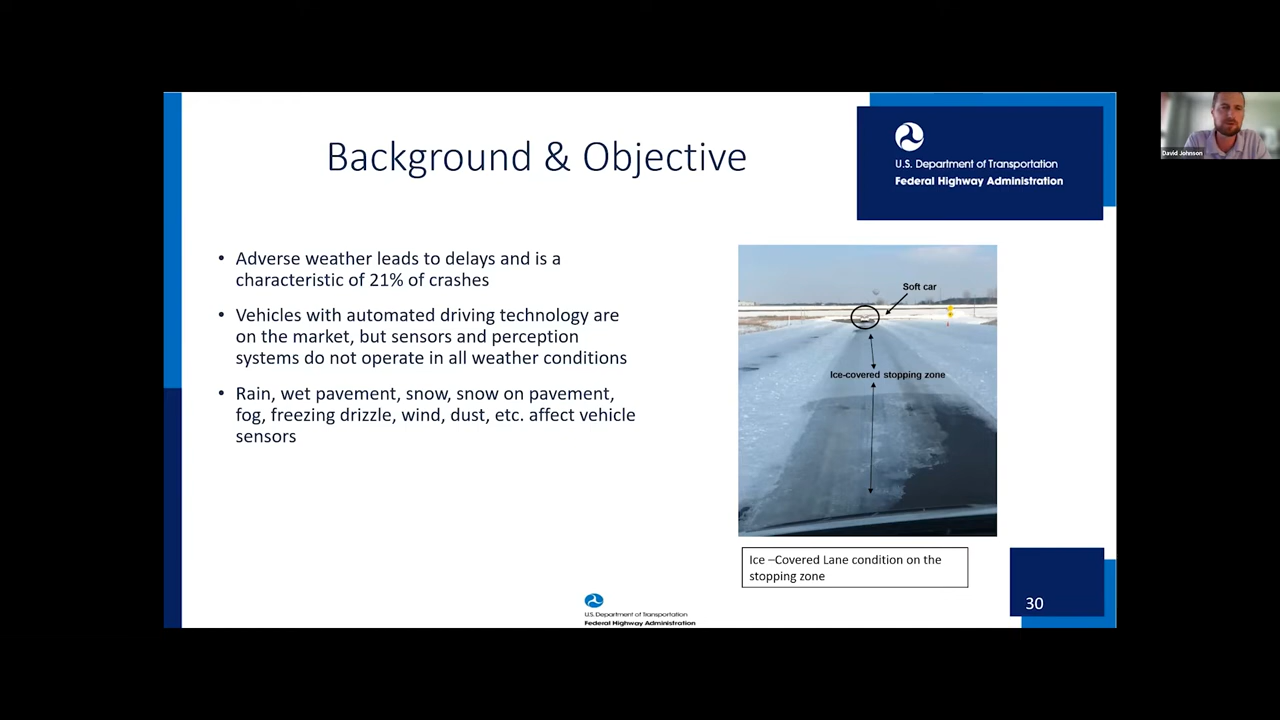 Background & Objective
U.S. Department of Transportation
Federal Highway Administration
David Johnson
• Adverse weather leads to delays and is a
characteristic of 21% of crashes
• Vehicles with automated driving technology are
on the market, but sensors and perception
systems do not operate in all weather conditions
• Rain, wet pavement, snow, snow on pavement,
fog, freezing drizzle, wind, dust, etc. affect vehicle
sensors
Soft car
Ice-covered stopping zone
Ice –Covered Lane condition on the
stopping zone
30
U.S. Department of Transportation
Federal Highway Administration